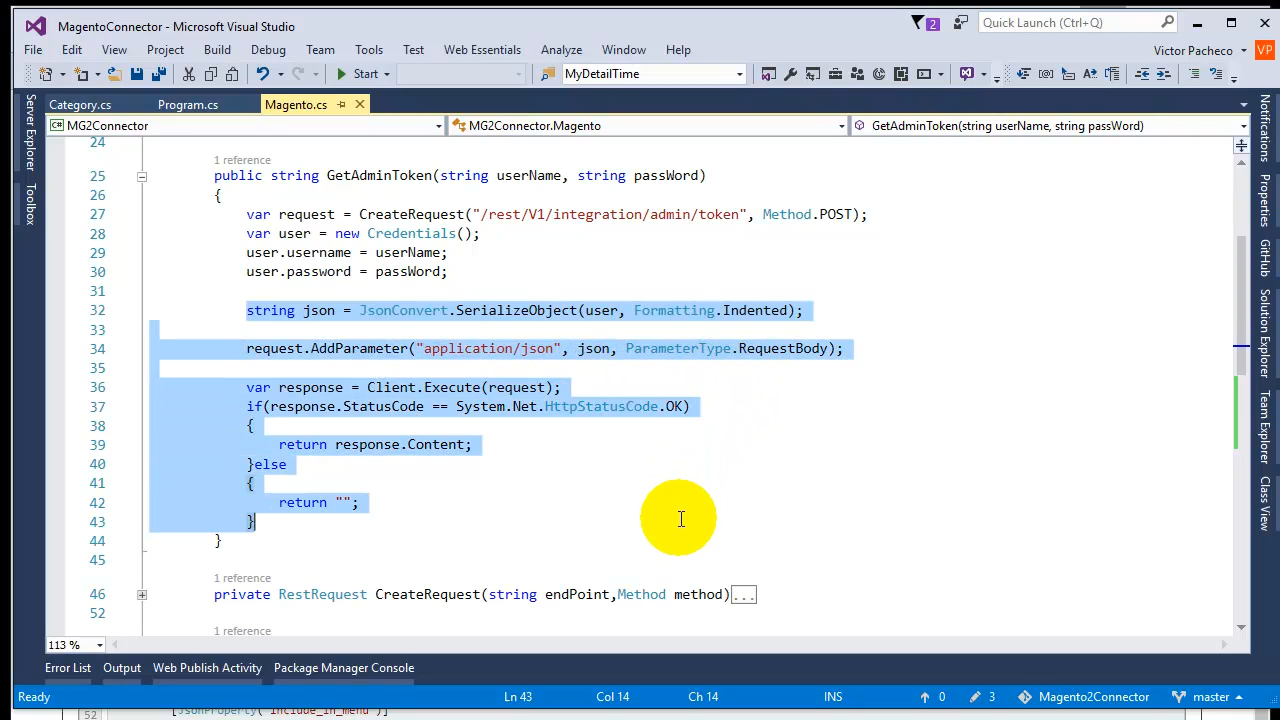 MagentoConnector - Microsoft Visual Studio
2
Quick Launch (Ctrl+Q)
File Edit View Project Build Debug Team Tools Test Web Essentials Analyze Window Help
Victor Pacheco VP
Start MyDetailTime
Category.cs Program.cs Magento.cs
MG2Connector MG2Connector.Magento GetAdminToken(string userName, string passWord)
Server Explorer
Toolbox
24
1 reference
25 public string GetAdminToken(string userName, string passWord)
26 {
27 var request = CreateRequest("/rest/V1/integration/admin/token", Method.POST);
28 var user = new Credentials();
29 user.username = userName;
30 user.password = passWord;
31
32 string json = JsonConvert.SerializeObject(user, Formatting.Indented);
33
34 request.AddParameter("application/json", json, ParameterType.RequestBody);
35
36 var response = Client.Execute(request);
37 if(response.StatusCode == System.Net.HttpStatusCode.OK)
38 {
39 return response.Content;
40 }else
41 {
42 return "";
43 }
44 }
45
1 reference
46 private RestRequest CreateRequest(string endPoint,Method method)...
52
1 reference
Notifications
Properties
GitHub
Solution Explorer
Team Explorer
Class View
113 %
Error List Output Web Publish Activity Package Manager Console
Ready Ln 43 Col 14 Ch 14 INS 0 3 Magento2Connector master
52 [JsonProperty("include_in_menu")]